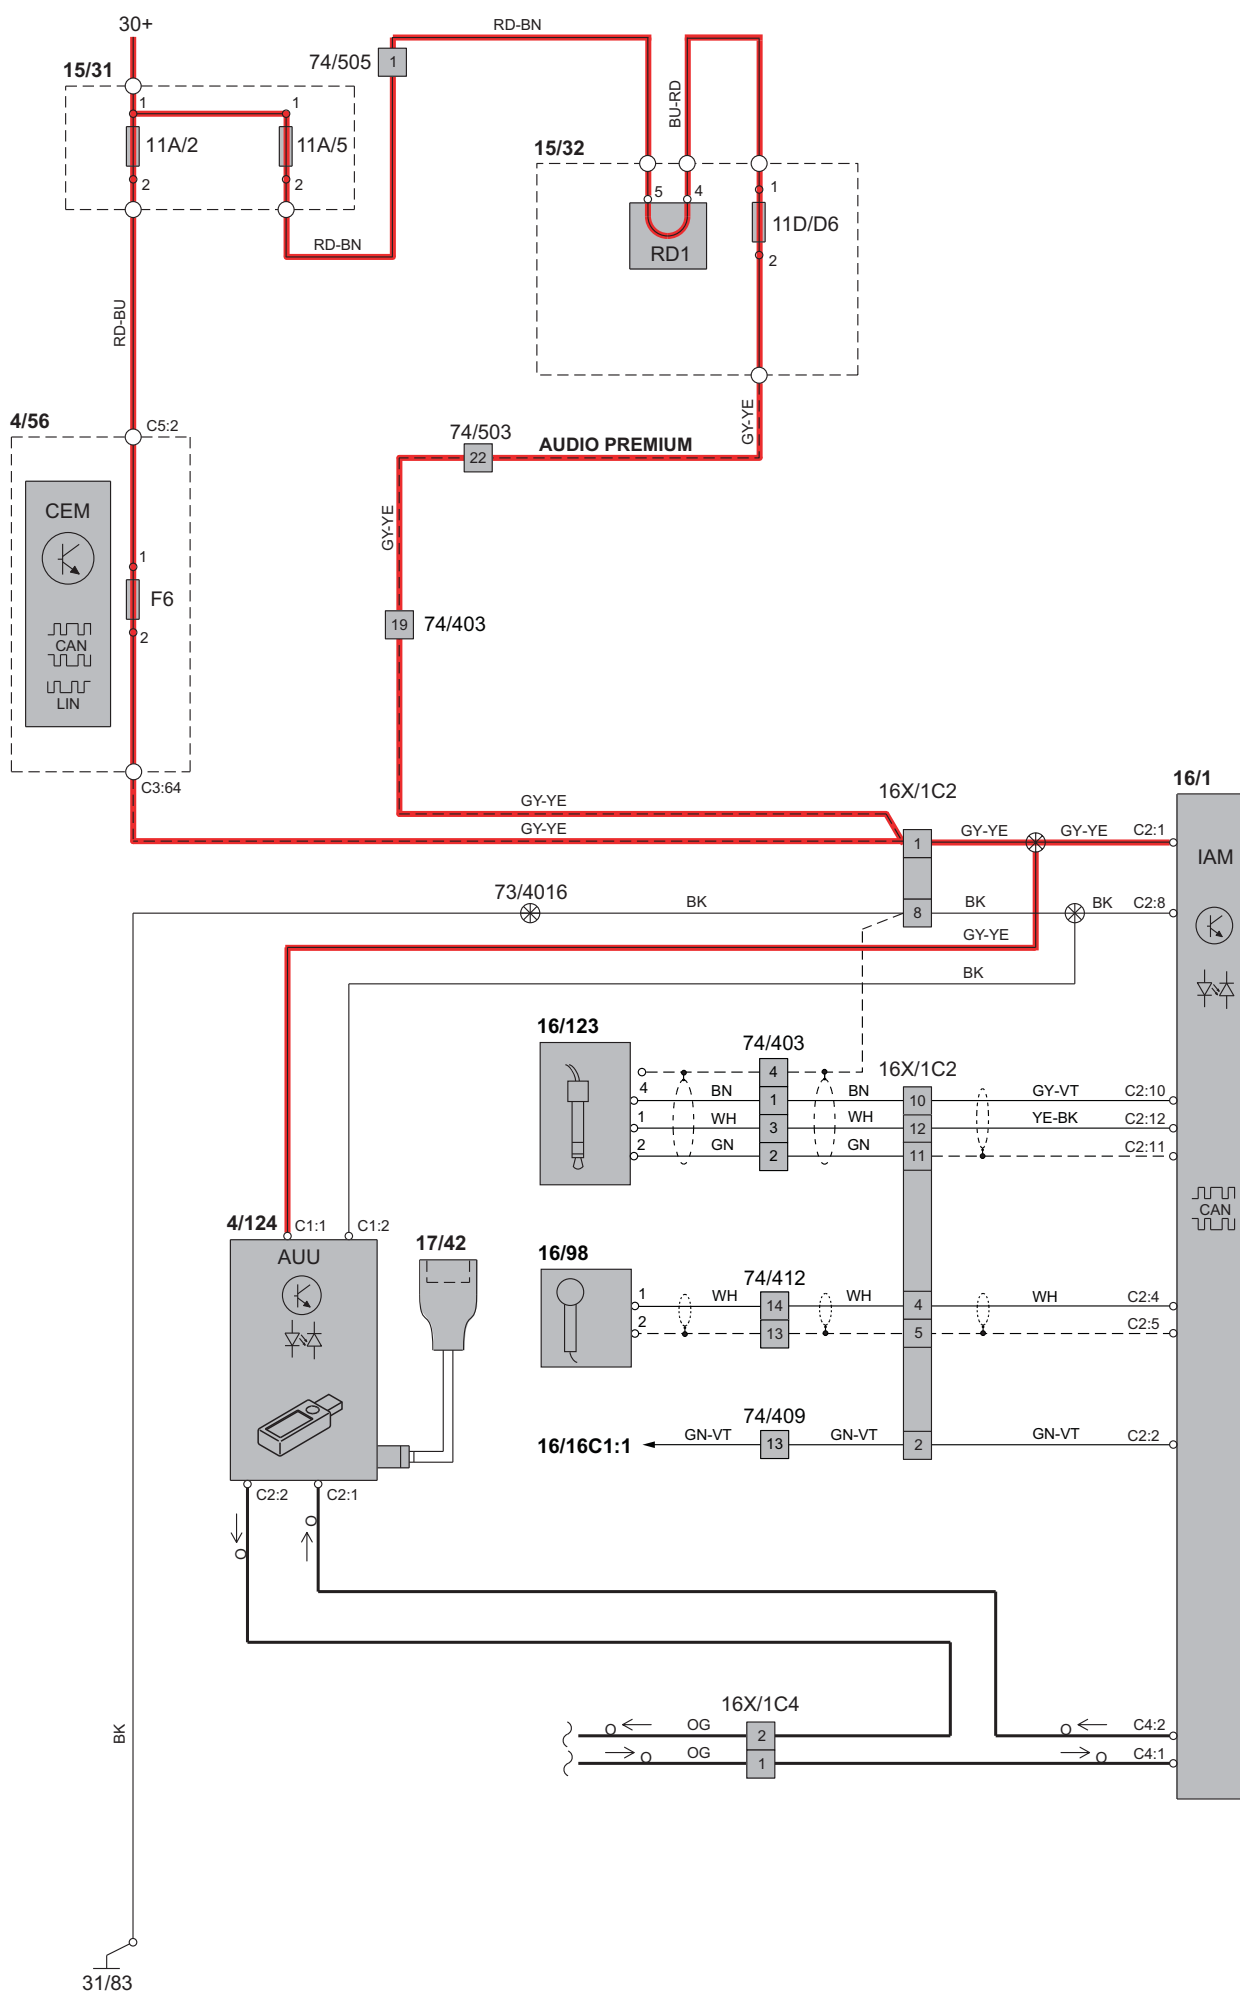 30+
RD-BN
74/505
1
15/31
1
1
11A/2
11A/5
2
2
RD-BN
BU-RD
15/32
5
4
1
RD1
11D/D6
2
RD-BU
GY-YE
4/56
C5:2
74/503
22
AUDIO PREMIUM
CEM
GY-YE
1
F6
2
CAN
LIN
19
74/403
C3:64
GY-YE
GY-YE
16X/1C2
16/1
1
GY-YE
GY-YE
C2:1
IAM
73/4016
BK
8
BK
BK
C2:8
GY-YE
BK
16/123
74/403
16X/1C2
4
4
BN
1
BN
10
GY-VT
C2:10
1
WH
3
WH
12
YE-BK
C2:12
2
GN
2
GN
11
C2:11
CAN
4/124
C1:1
C1:2
AUU
17/42
16/98
74/412
1
WH
14
WH
4
WH
C2:4
2
13
5
C2:5
74/409
16/16C1:1
GN-VT
13
GN-VT
2
GN-VT
C2:2
C2:2
C2:1
16X/1C4
OG
2
C4:2
OG
1
C4:1
BK
31/83